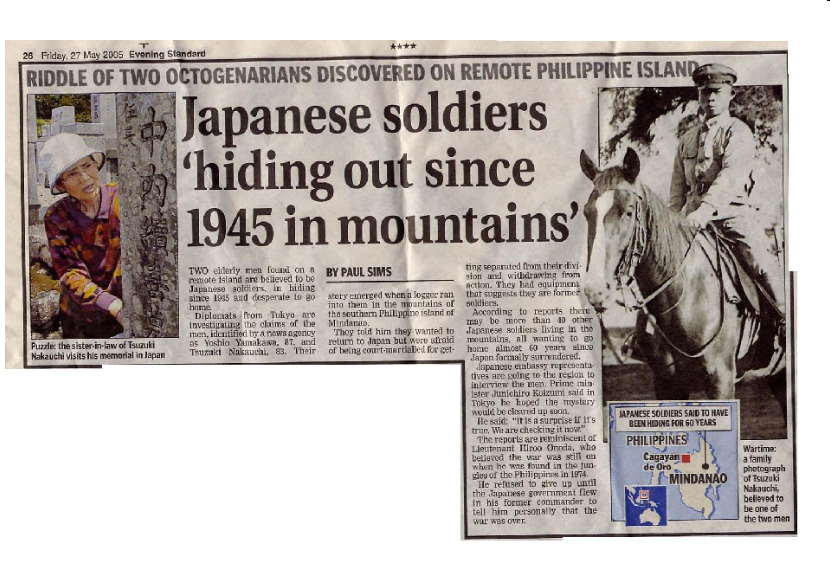 26 Friday, 27 May 2005 Evening Standard
★★★★
RIDDLE OF TWO OCTOGENARIANS DISCOVERED ON REMOTE PHILIPPINE ISLAND
Japanese soldiers
‘hiding out since
1945 in mountains’
中内
Puzzle: the sister-in-law of Tsuzuki
Nakauchi visits his memorial in Japan
TWO elderly men found on a
remote island are believed to be
Japanese soldiers, in hiding
since 1945 and desperate to go
home.
Diplomats from Tokyo are
investigating the claims of the
men, identified by a news agency
as Yoshio Yamakawa, 87, and
Tsuzuki Nakauchi, 83. Their
BY PAUL SIMS
story emerged when a logger ran
into them in the mountains of
the southern Philippine island of
Mindanao.
They told him they wanted to
return to Japan but were afraid
of being court-martialled for get-
ting separated from their divi-
sion and withdrawing from
action. They had equipment
that suggests they are former
soldiers.
According to reports there
may be more than 40 other
Japanese soldiers living in the
mountains, all wanting to go
home almost 60 years since
Japan formally surrendered.
Japanese embassy representa-
tives are going to the region to
interview the men. Prime min-
ister Junichiro Koizumi said in
Tokyo he hoped the mystery
would be cleared up soon.
He said: "It is a surprise if it's
true. We are checking it now."
The reports are reminiscent of
Lieutenant Hiroo Onoda, who
believed the war was still on
when he was found in the jun-
gles of the Philippines in 1974.
He refused to give up until
the Japanese government flew
in his former commander to
tell him personally that the
war was over.
JAPANESE SOLDIERS SAID TO HAVE
BEEN HIDING FOR 60 YEARS
PHILIPPINES
Cagayan
de Oro
MINDANAO
Wartime:
a family
photograph
of Tsuzuki
Nakauchi,
believed to
be one of
the two men